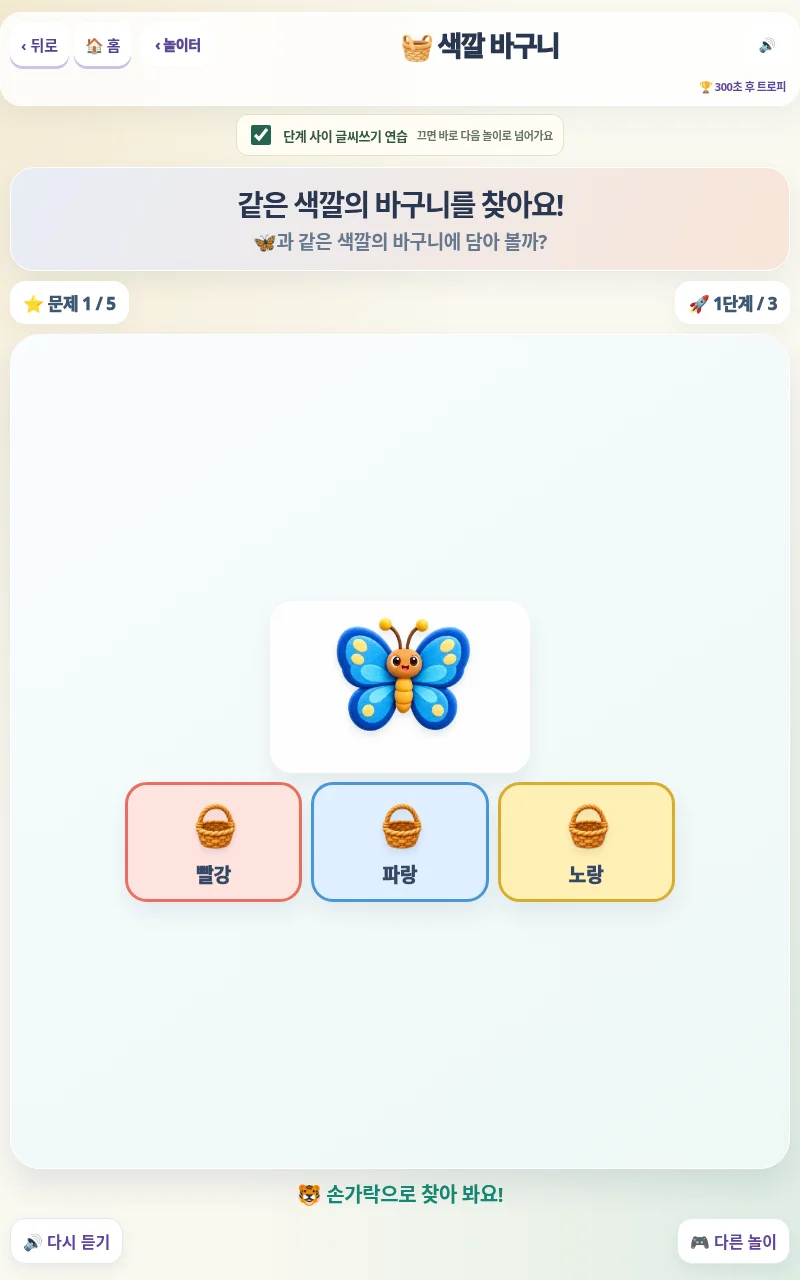 ‹ 뒤로 🏠 홈 ‹ 놀이터 🧺 색깔 바구니 🔊
🏆 300초 후 트로피
단계 사이 글씨쓰기 연습 끄면 바로 다음 놀이로 넘어가요
같은 색깔의 바구니를 찾아요!
🦋과 같은 색깔의 바구니에 담아 볼까?
⭐ 문제 1 / 5 🚀 1단계 / 3
빨강 파랑 노랑
🐯 손가락으로 찾아 봐요!
🔊 다시 듣기 🎮 다른 놀이